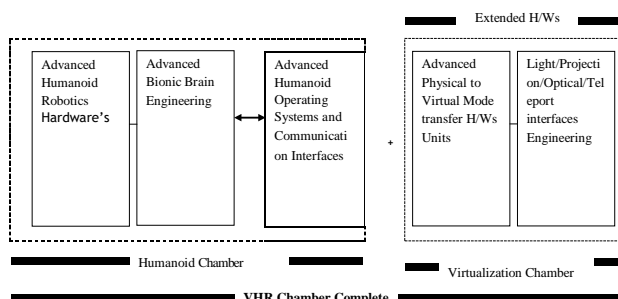 Extended H/Ws
Advanced
Humanoid
Robotics
Hardware's
Advanced
Bionic Brain
Engineering
Advanced
Humanoid
Operating
Systems and
Communicati
on Interfaces
+
Advanced
Physical to
Virtual Mode
transfer H/Ws
Units
Light/Projecti
on/Optical/Tel
eport
interfaces
Engineering
Humanoid Chamber
Virtualization Chamber
VHR Chamber Complete